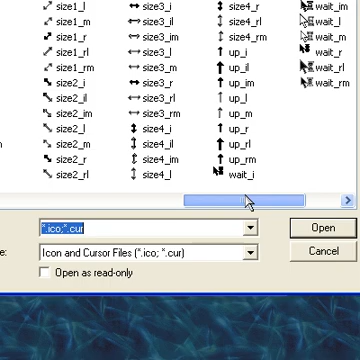 size1_l
size1_m
size1_r
size1_rl
size1_rm
size2_i
size2_il
size2_im
size2_l
size2_m
size2_r
size2_rl
size3_i
size3_il
size3_im
size3_l
size3_m
size3_r
size3_rl
size3_rm
size4_i
size4_il
size4_im
size4_l
size4_r
size4_rl
size4_rm
up_i
up_il
up_im
up_l
up_m
up_r
up_rl
up_rm
wait_i
wait_im
wait_l
wait_m
wait_r
wait_rl
wait_rm
*.ico;*.cur
Open
Icon and Cursor Files (*.ico; *.cur)
Cancel
Open as read-only